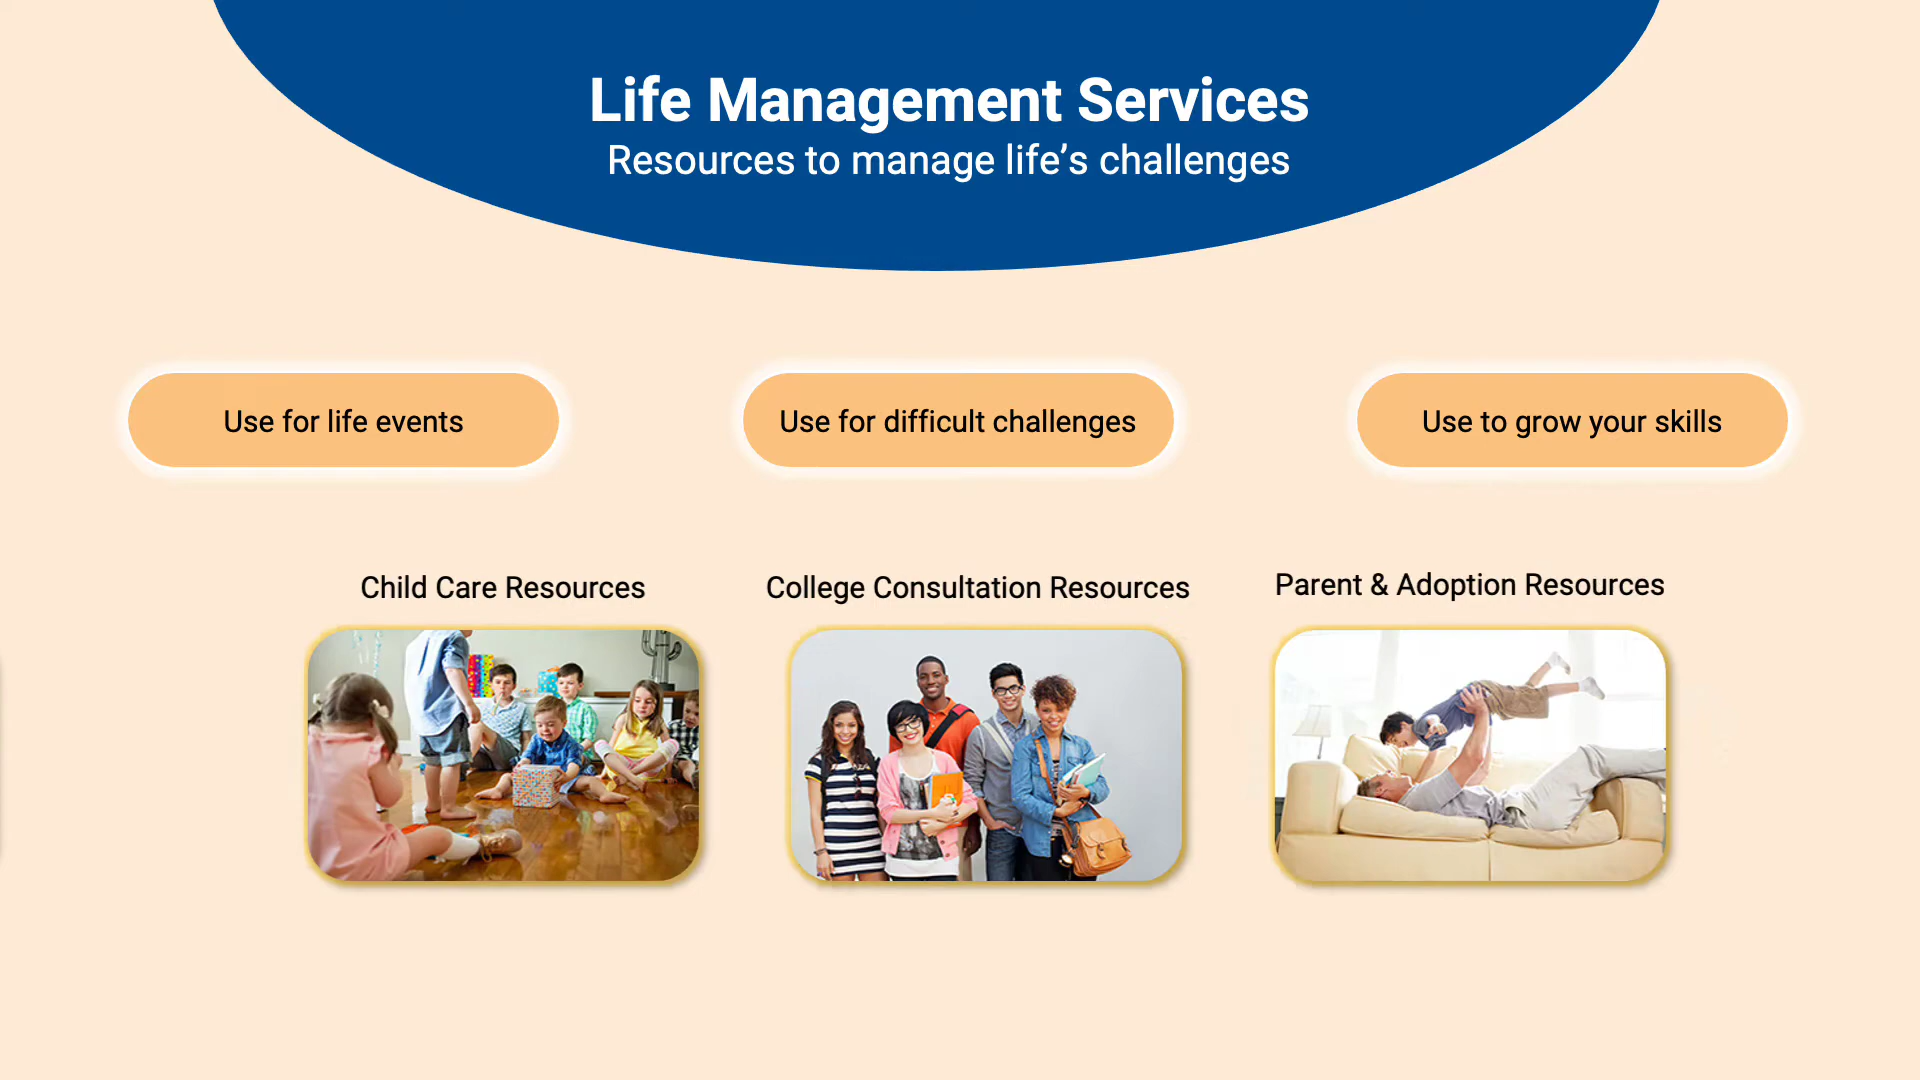 Life Management Services
Resources to manage life’s challenges
Use for life events
Use for difficult challenges
Use to grow your skills
Child Care Resources
College Consultation Resources
Parent & Adoption Resources